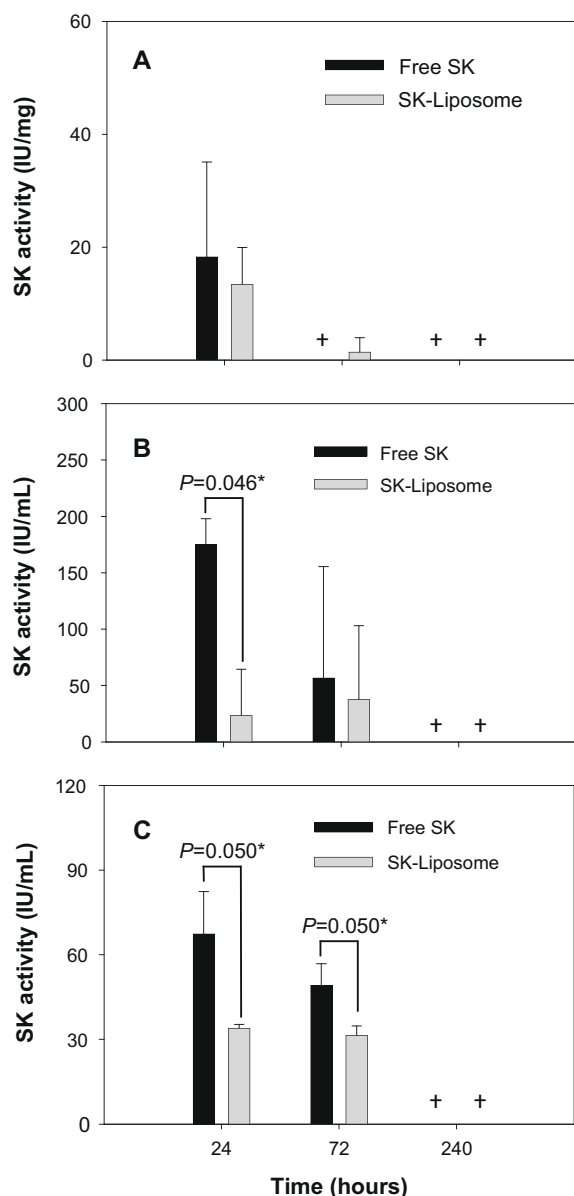 60
A
Free SK
SK-Liposome
40
SK activity (IU/mg)
20
† † †
0
300
B
Free SK
250
SK-Liposome
P=0.046*
200
SK activity (IU/mL)
150
100
50
† †
0
120
C
Free SK
90
SK-Liposome
P=0.050*
P=0.050*
SK activity (IU/mL)
60
30
† †
0
24 72 240
Time (hours)